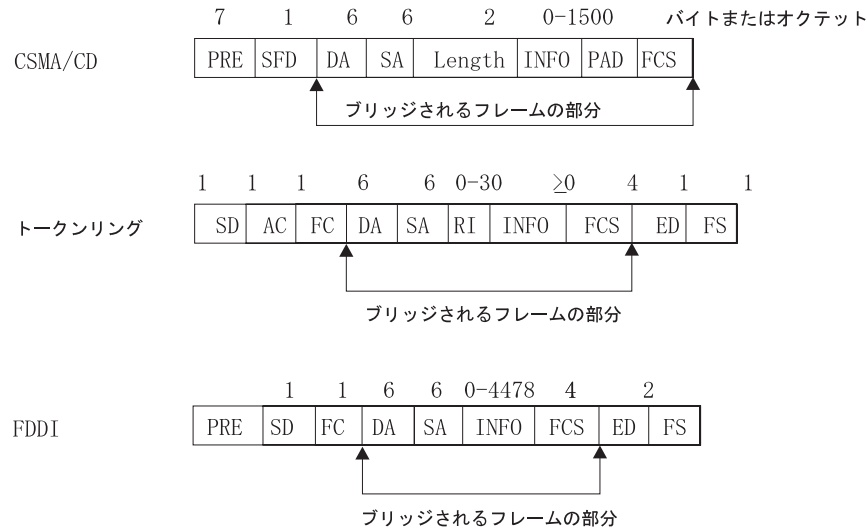 7 1 6 6 2 0-1500 バイトまたはオクテット
CSMA/CD PRE SFD DA SA Length INFO PAD FCS
ブリッジされるフレームの部分
1 1 1 6 6 0-30 ≥0 4 1 1
トークンリング SD AC FC DA SA RI INFO FCS ED FS
ブリッジされるフレームの部分
1 1 6 6 0-4478 4 2
FDDI PRE SD FC DA SA INFO FCS ED FS
ブリッジされるフレームの部分